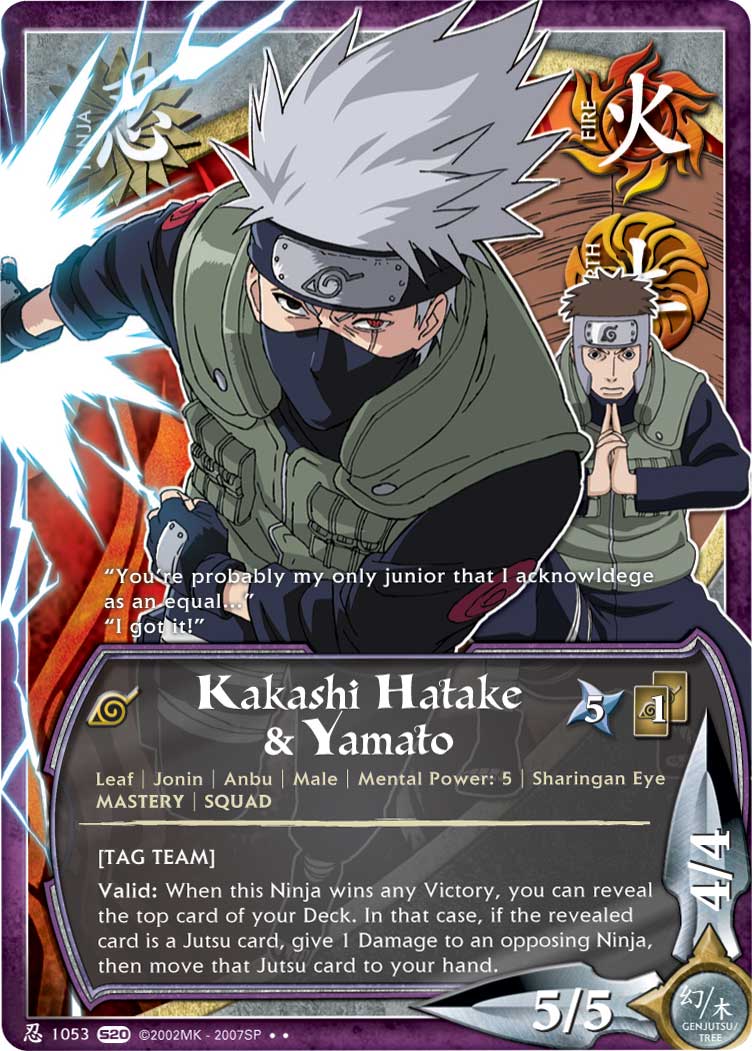 NINJA
忍
FIRE
火
“You’re probably my only junior that I acknowldege
as an equal...”
“I got it!”
Kakashi Hatake
& Yamato
5
1
Leaf | Jonin | Anbu | Male | Mental Power: 5 | Sharingan Eye
MASTERY | SQUAD
[TAG TEAM]
Valid: When this Ninja wins any Victory, you can reveal
the top card of your Deck. In that case, if the revealed
card is a Jutsu card, give 1 Damage to an opposing Ninja,
then move that Jutsu card to your hand.
4/4
5/5
幻/木
GENJUTSU/
TREE
忍 1053 S20 ©2002MK - 2007SP